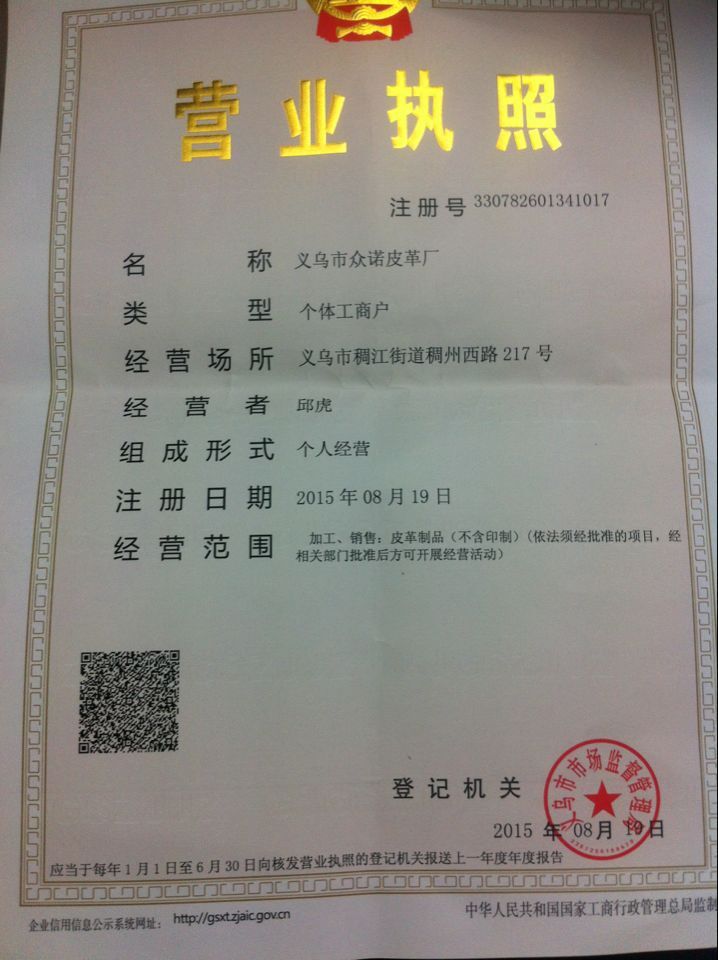 营业执照
注册号 330782601341017
名称 义乌市众诺皮革厂
类型 个体工商户
经营场所 义乌市稠江街道稠州西路217号
经营者 邱虎
组成形式 个人经营
注册日期 2015年08月19日
经营范围 加工、销售：皮革制品（不含印制）(依法须经批准的项目，经
相关部门批准后方可开展经营活动）
登记机关
义乌市市场监督管理局
2015年08月19日
应当于每年1月1日至6月30日向核发营业执照的登记机关报送上一年度年度报告
企业信用信息公示系统网址： http://gsxt.zjaic.gov.cn
中华人民共和国国家工商行政管理总局监制